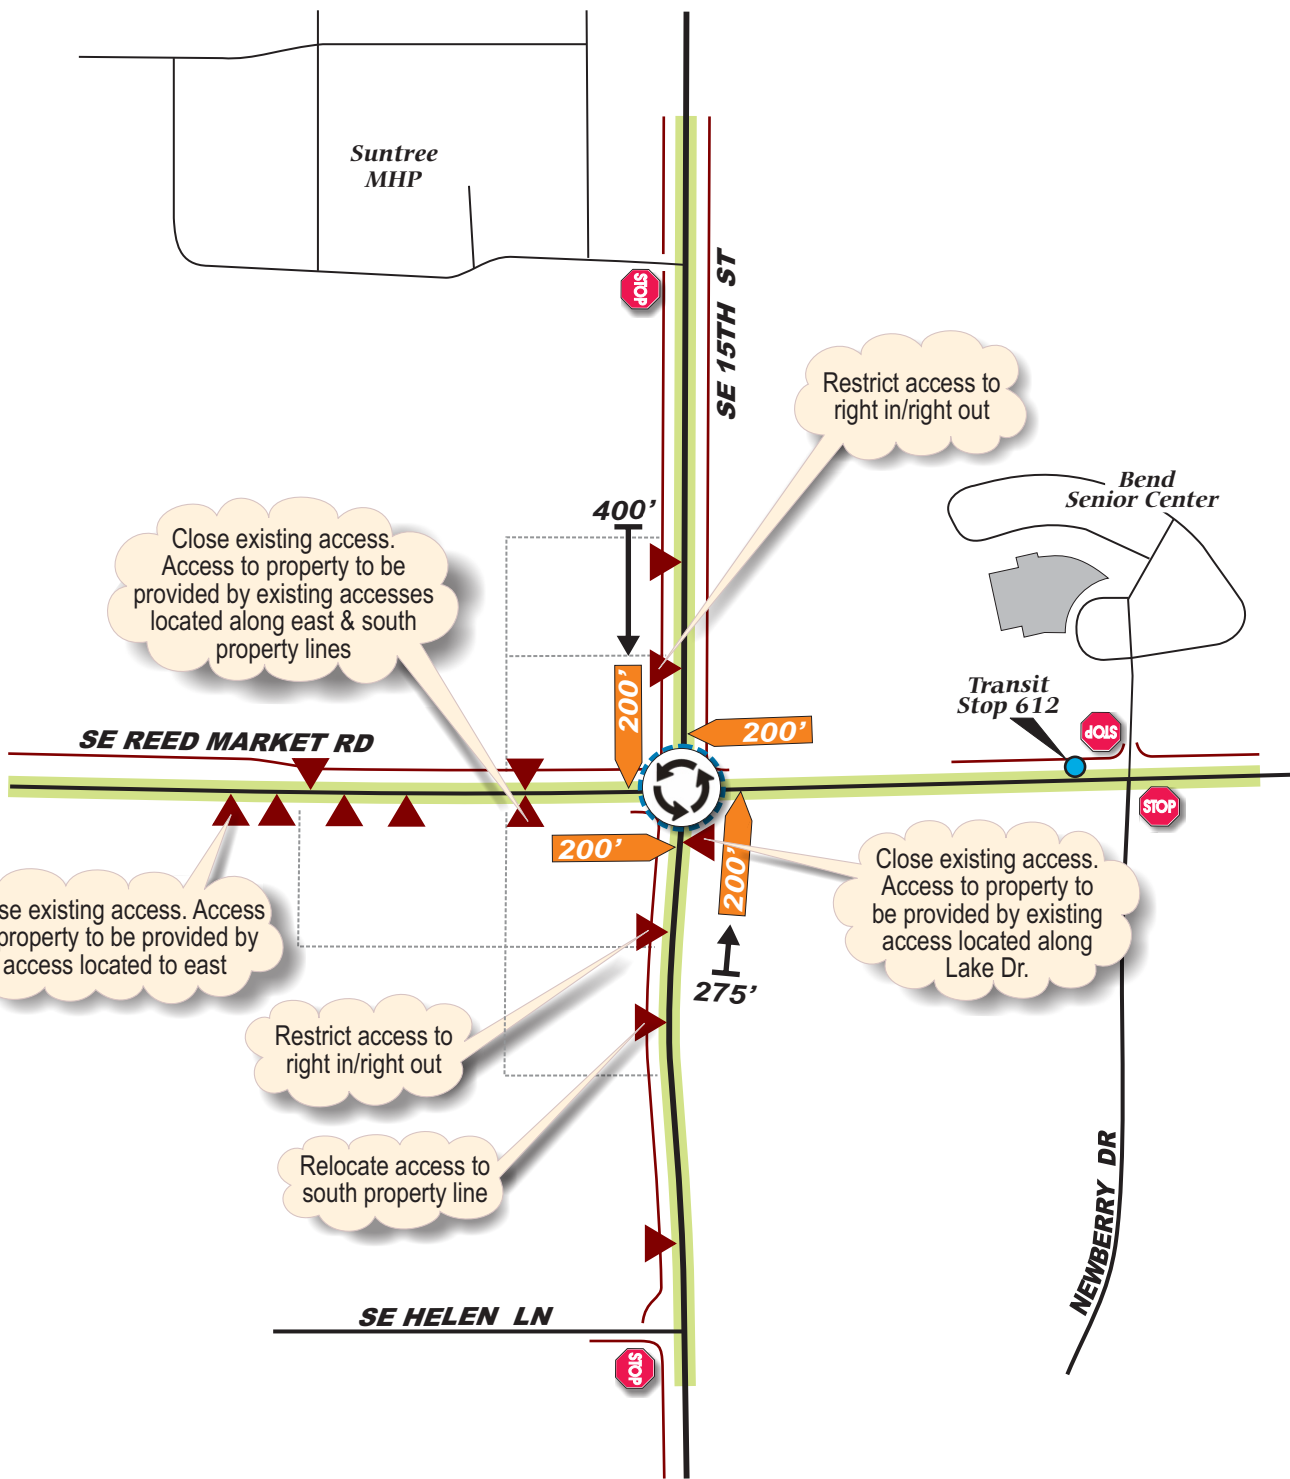 Suntree
MHP
STOP
SE 15TH ST
Restrict access to
right in/right out
Bend
Senior Center
400'
Close existing access.
Access to property to be
provided by existing accesses
located along east & south
property lines
200'
200'
Transit
Stop 612
STOP
SE REED MARKET RD
STOP
200'
200'
Close existing access.
Access to property to
be provided by existing
access located along
Lake Dr.
se existing access. Access
property to be provided by
access located to east
275'
Restrict access to
right in/right out
Relocate access to
south property line
NEWBERRY DR
SE HELEN LN
STOP